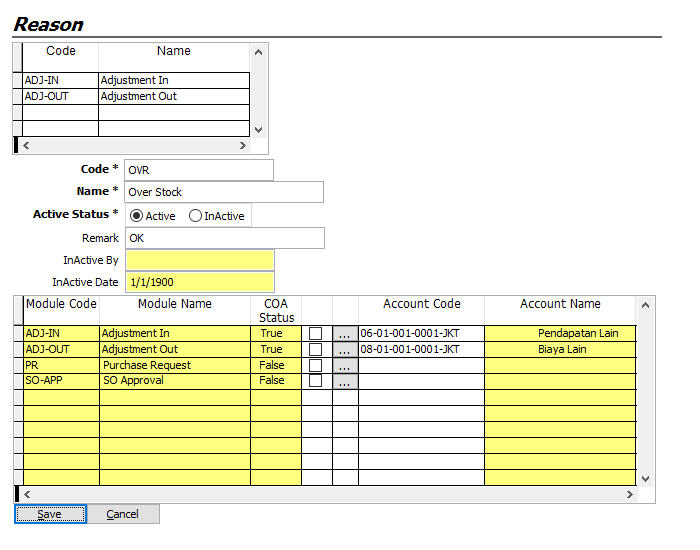 Reason
Code Name
ADJ-IN Adjustment In
ADJ-OUT Adjustment Out
Code * OVR
Name * Over Stock
Active Status * Active InActive
Remark OK
InActive By
InActive Date 1/1/1900
Module Code Module Name COA Status Account Code Account Name
ADJ-IN Adjustment In True ... 06-01-001-0001-JKT Pendapatan Lain
ADJ-OUT Adjustment Out True ... 08-01-001-0001-JKT Biaya Lain
PR Purchase Request False ...
SO-APP SO Approval False ...
Save Cancel